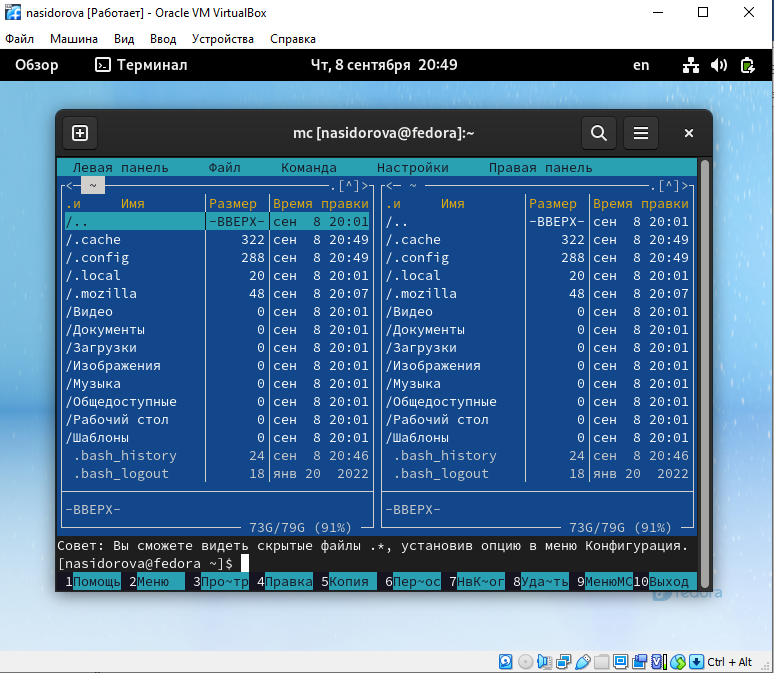 nasidorova [Работает] - Oracle VM VirtualBox
Файл Машина Вид Ввод Устройства Справка
Обзор Терминал Чт, 8 сентября 20:49 en
mc [nasidorova@fedora]:~
Левая панель Файл Команда Настройки Правая панель
<— ~ .[^]> <— ~ .[^]>
.и Имя Размер Время правки .и Имя Размер Время правки
/.. -ВВЕРХ- сен 8 20:01 /.. -ВВЕРХ- сен 8 20:01
/.cache 322 сен 8 20:49 /.cache 322 сен 8 20:49
/.config 288 сен 8 20:49 /.config 288 сен 8 20:49
/.local 20 сен 8 20:01 /.local 20 сен 8 20:01
/.mozilla 48 сен 8 20:07 /.mozilla 48 сен 8 20:07
/Видео 0 сен 8 20:01 /Видео 0 сен 8 20:01
/Документы 0 сен 8 20:01 /Документы 0 сен 8 20:01
/Загрузки 0 сен 8 20:01 /Загрузки 0 сен 8 20:01
/Изображения 0 сен 8 20:01 /Изображения 0 сен 8 20:01
/Музыка 0 сен 8 20:01 /Музыка 0 сен 8 20:01
/Общедоступные 0 сен 8 20:01 /Общедоступные 0 сен 8 20:01
/Рабочий стол 0 сен 8 20:01 /Рабочий стол 0 сен 8 20:01
/Шаблоны 0 сен 8 20:01 /Шаблоны 0 сен 8 20:01
.bash_history 24 сен 8 20:46 .bash_history 24 сен 8 20:46
.bash_logout 18 янв 20 2022 .bash_logout 18 янв 20 2022
-ВВЕРХ- -ВВЕРХ-
73G/79G (91%) 73G/79G (91%)
Совет: Вы сможете видеть скрытые файлы .*, установив опцию в меню Конфигурация.
[nasidorova@fedora ~]$
1Помощь 2Меню 3Про~тр 4Правка 5Копия 6Пер~ос 7НвК~ог 8Уда~ть 9МенюМС 10Выход
fedora
Ctrl + Alt